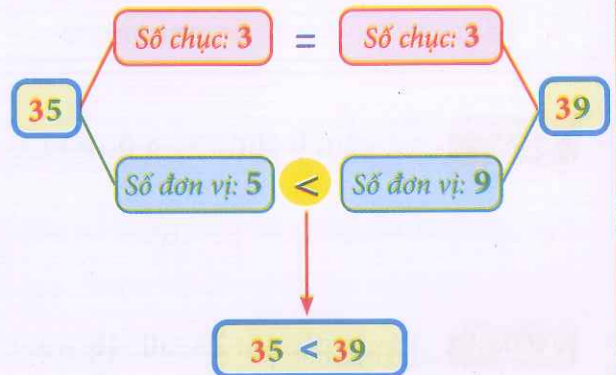 Số chục: 3 = Số chục: 3
35 39
Số đơn vị: 5 < Số đơn vị: 9
35 < 39